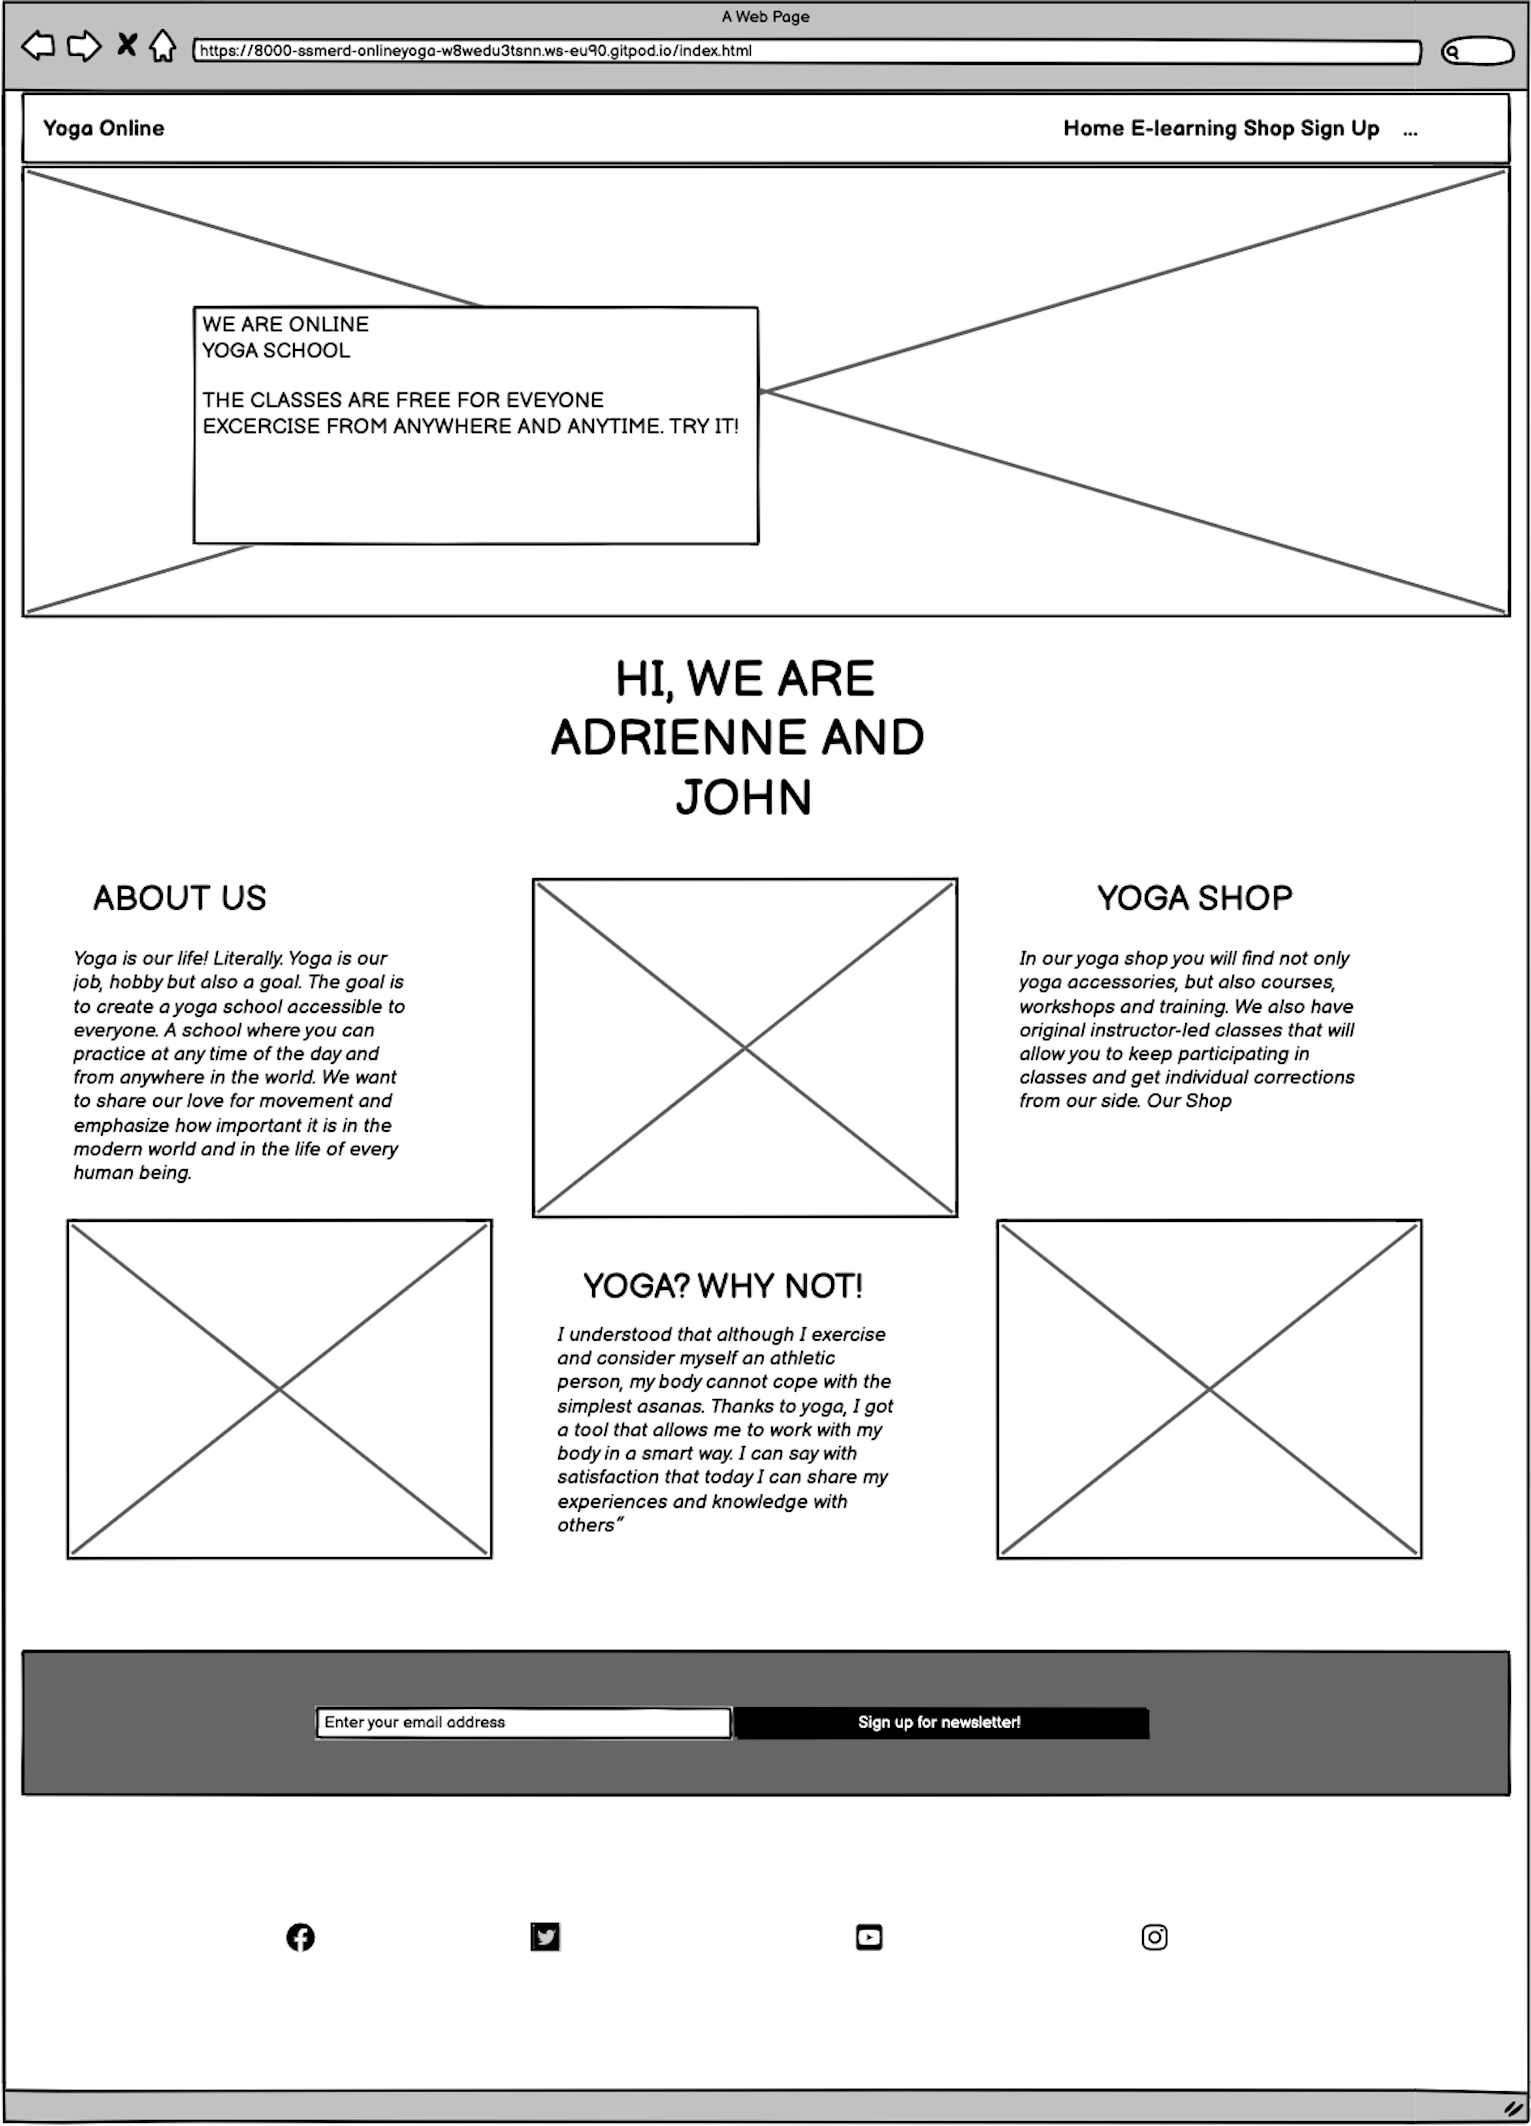 A Web Page
https://8000-ssmerd-onlineyoga-w8wedu3tsnn.ws-eu90.gitpod.io/index.html
Yoga Online
Home E-learning Shop Sign Up ...
WE ARE ONLINE
YOGA SCHOOL
THE CLASSES ARE FREE FOR EVEYONE
EXCERCISE FROM ANYWHERE AND ANYTIME. TRY IT!
HI, WE ARE
ADRIENNE AND
JOHN
ABOUT US
Yoga is our life! Literally. Yoga is our
job, hobby but also a goal. The goal is
to create a yoga school accessible to
everyone. A school where you can
practice at any time of the day and
from anywhere in the world. We want
to share our love for movement and
emphasize how important it is in the
modern world and in the life of every
human being.
YOGA? WHY NOT!
I understood that although I exercise
and consider myself an athletic
person, my body cannot cope with the
simplest asanas. Thanks to yoga, I got
a tool that allows me to work with my
body in a smart way. I can say with
satisfaction that today I can share my
experiences and knowledge with
others”
YOGA SHOP
In our yoga shop you will find not only
yoga accessories, but also courses,
workshops and training. We also have
original instructor-led classes that will
allow you to keep participating in
classes and get individual corrections
from our side. Our Shop
Enter your email address
Sign up for newsletter!